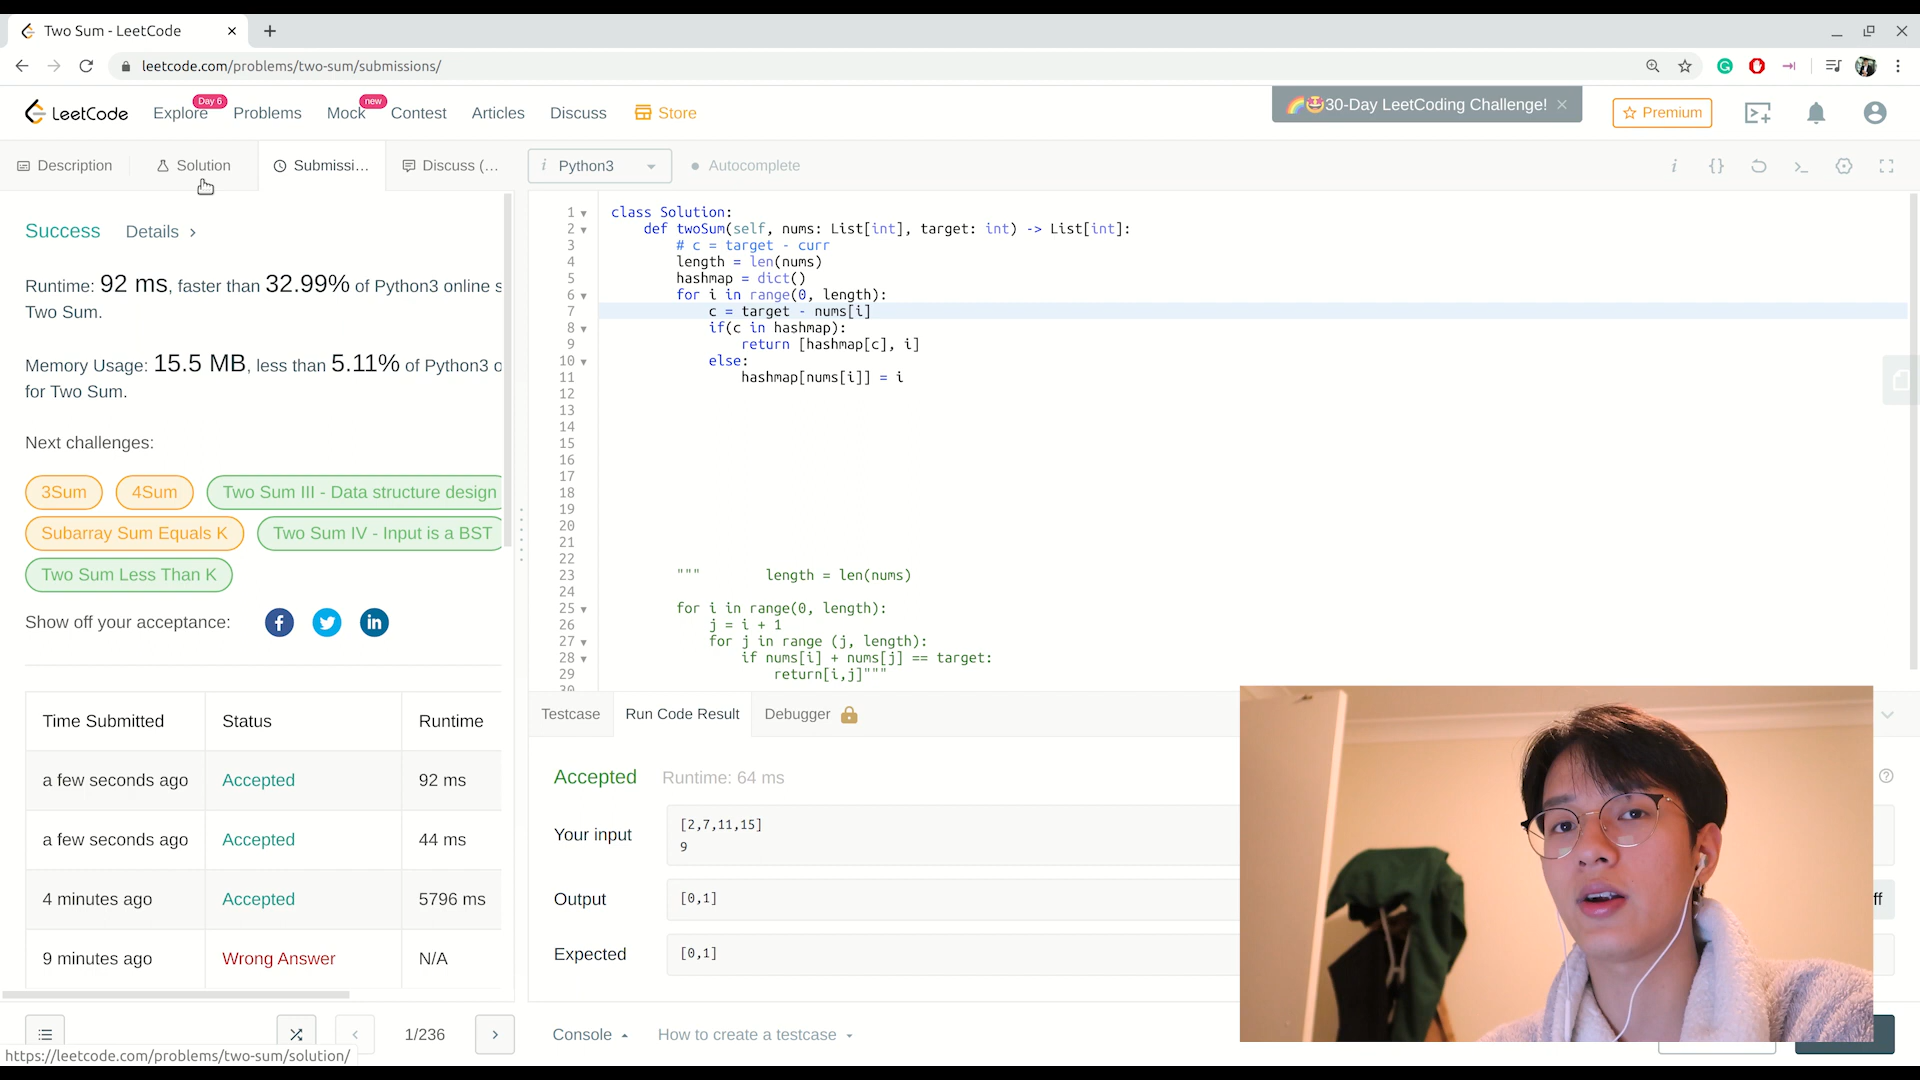 Two Sum - LeetCode
leetcode.com/problems/two-sum/submissions/
LeetCode
Explore
Day 6
Problems
Mock
new
Contest
Articles
Discuss
Store
🌈🤩30-Day LeetCoding Challenge! ×
Premium
Description
Solution
Submissi...
Discuss (...
i Python3
Autocomplete
Success Details >
Runtime: 92 ms, faster than 32.99% of Python3 online s
Two Sum.
Memory Usage: 15.5 MB, less than 5.11% of Python3 o
for Two Sum.
Next challenges:
3Sum
4Sum
Two Sum III - Data structure design
Subarray Sum Equals K
Two Sum IV - Input is a BST
Two Sum Less Than K
Show off your acceptance:
Time Submitted Status Runtime
a few seconds ago Accepted 92 ms
a few seconds ago Accepted 44 ms
4 minutes ago Accepted 5796 ms
9 minutes ago Wrong Answer N/A
1/236
https://leetcode.com/problems/two-sum/solution/
1 class Solution:
2 def twoSum(self, nums: List[int], target: int) -> List[int]:
3 # c = target - curr
4 length = len(nums)
5 hashmap = dict()
6 for i in range(0, length):
7 c = target - nums[i]
8 if(c in hashmap):
9 return [hashmap[c], i]
10 else:
11 hashmap[nums[i]] = i
12
13
14
15
16
17
18
19
20
21
22
23 """ length = len(nums)
24
25 for i in range(0, length):
26 j = i + 1
27 for j in range (j, length):
28 if nums[i] + nums[j] == target:
29 return[i,j]"""
30
Testcase
Run Code Result
Debugger
Accepted Runtime: 64 ms
Your input
[2,7,11,15]
9
Output
[0,1]
ff
Expected
[0,1]
Console
How to create a testcase